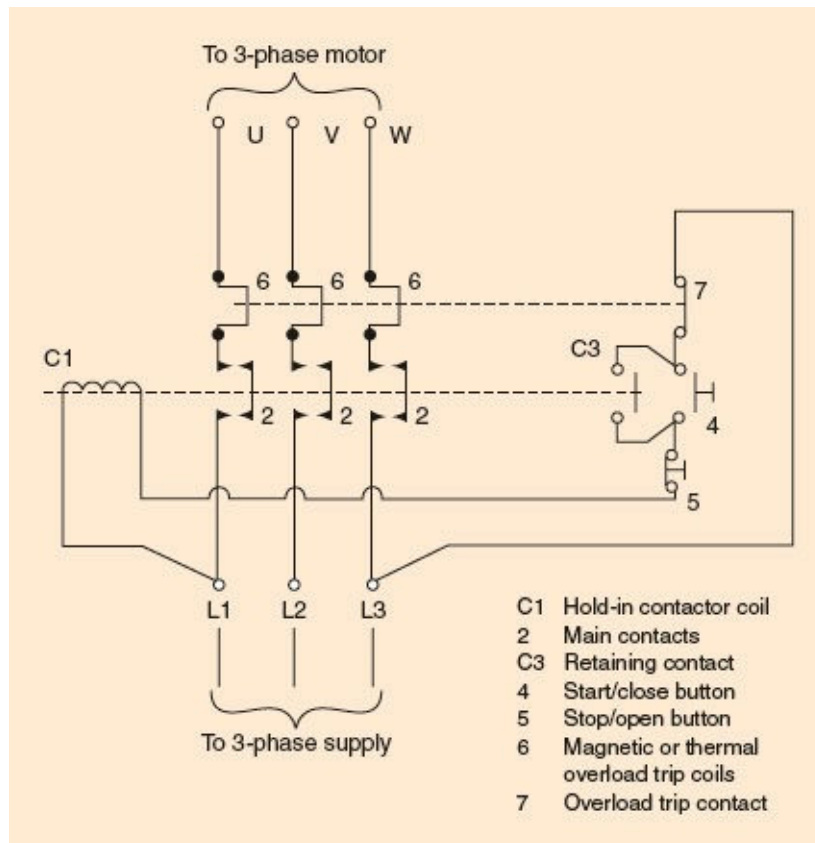 To 3-phase motor
U V W
6 6 6
7
C3
C1
2 2 2
4
5
L1 L2 L3
To 3-phase supply
C1 Hold-in contactor coil
2 Main contacts
C3 Retaining contact
4 Start/close button
5 Stop/open button
6 Magnetic or thermal
overload trip coils
7 Overload trip contact